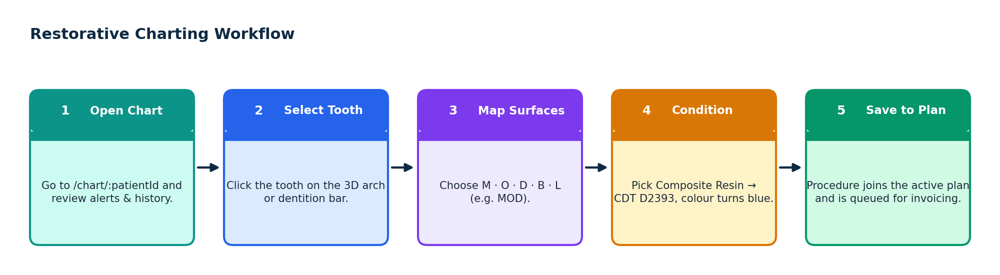 Restorative Charting Workflow
1 Open Chart
Go to /chart/:patientId and
review alerts & history.
2 Select Tooth
Click the tooth on the 3D arch
or dentition bar.
3 Map Surfaces
Choose M · O · D · B · L
(e.g. MOD).
4 Condition
Pick Composite Resin →
CDT D2393, colour turns blue.
5 Save to Plan
Procedure joins the active plan
and is queued for invoicing.